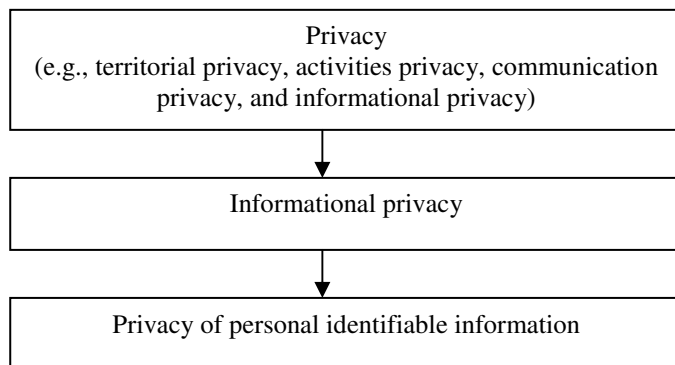 Privacy
(e.g., territorial privacy, activities privacy, communication
privacy, and informational privacy)
Informational privacy
Privacy of personal identifiable information